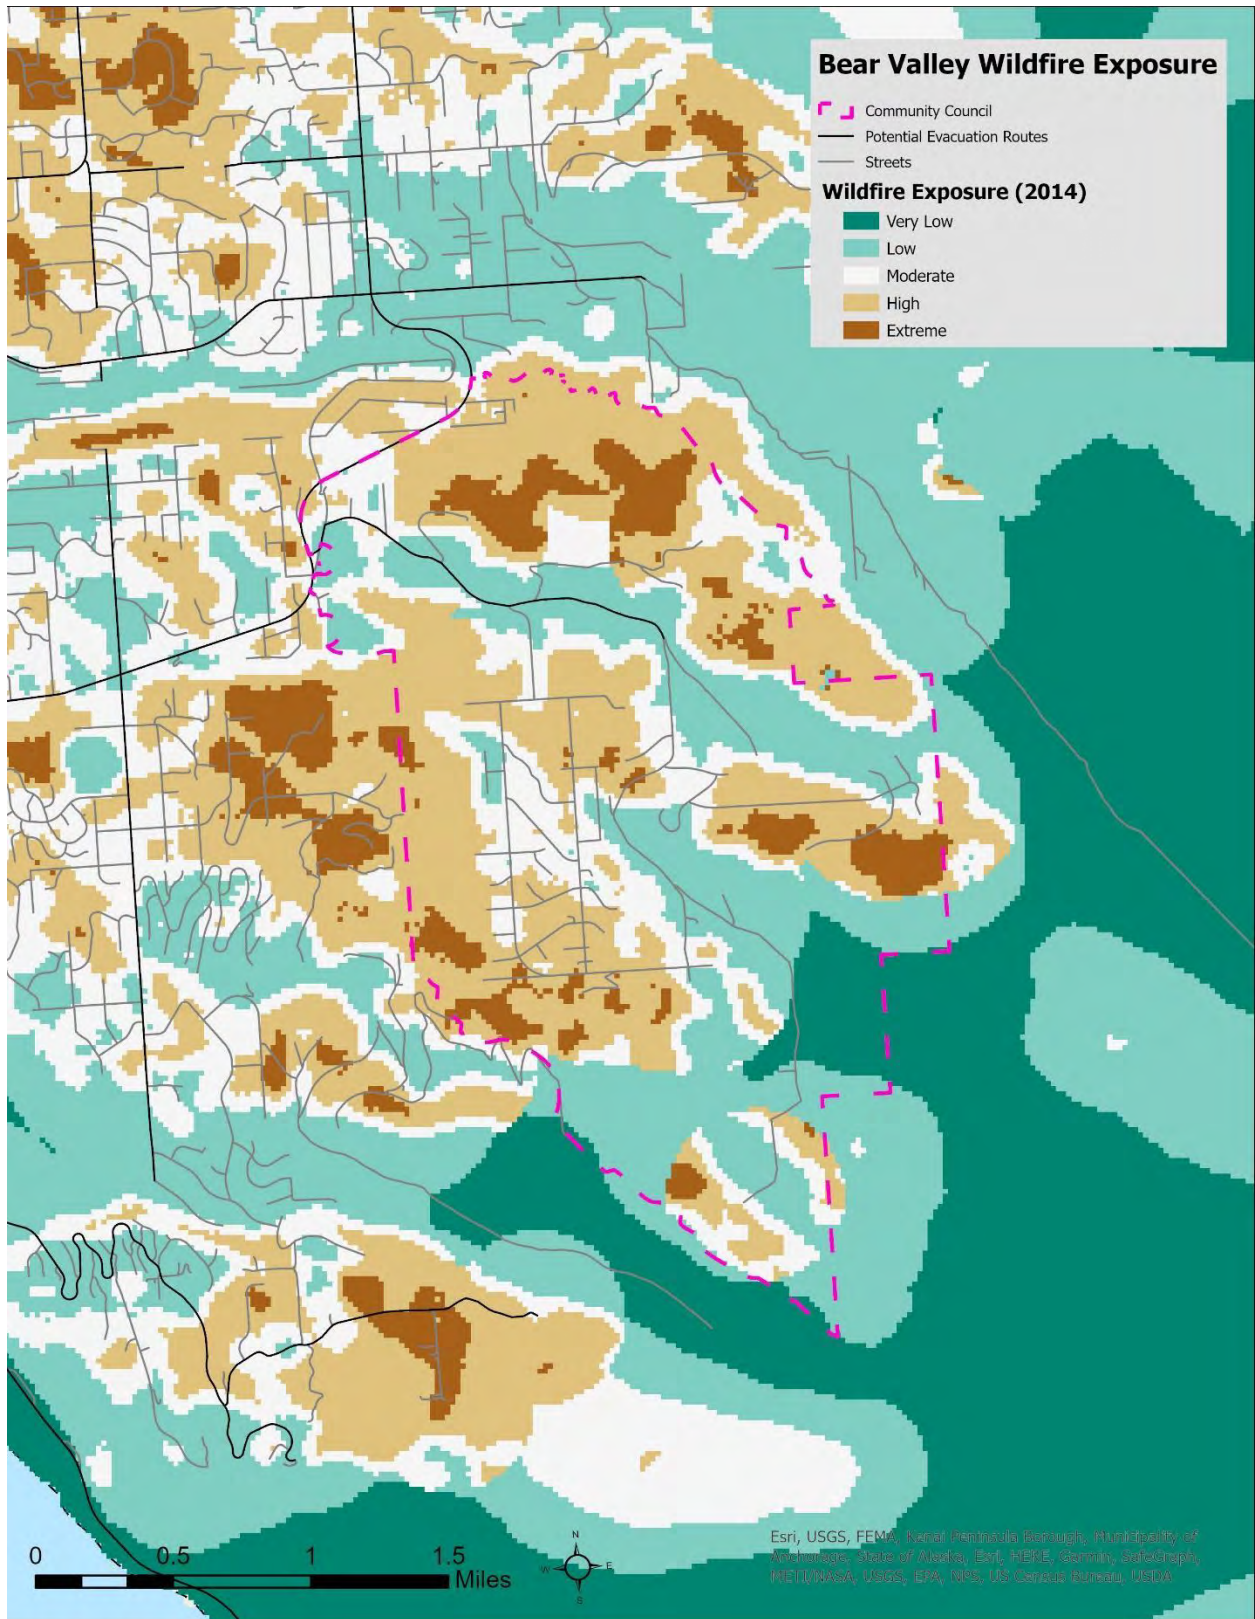 Bear Valley Wildfire Exposure
Community Council
Potential Evacuation Routes
Streets
Wildfire Exposure (2014)
Very Low
Low
Moderate
High
Extreme
0 0.5 1 1.5 Miles
N
W E
S
Esri, USGS, FEMA, Kenai Peninsula Borough, Municipality of
Anchorage, State of Alaska, Esri, HERE, Garmin, SafeGraph,
METI/NASA, USGS, EPA, NPS, US Census Bureau, USDA